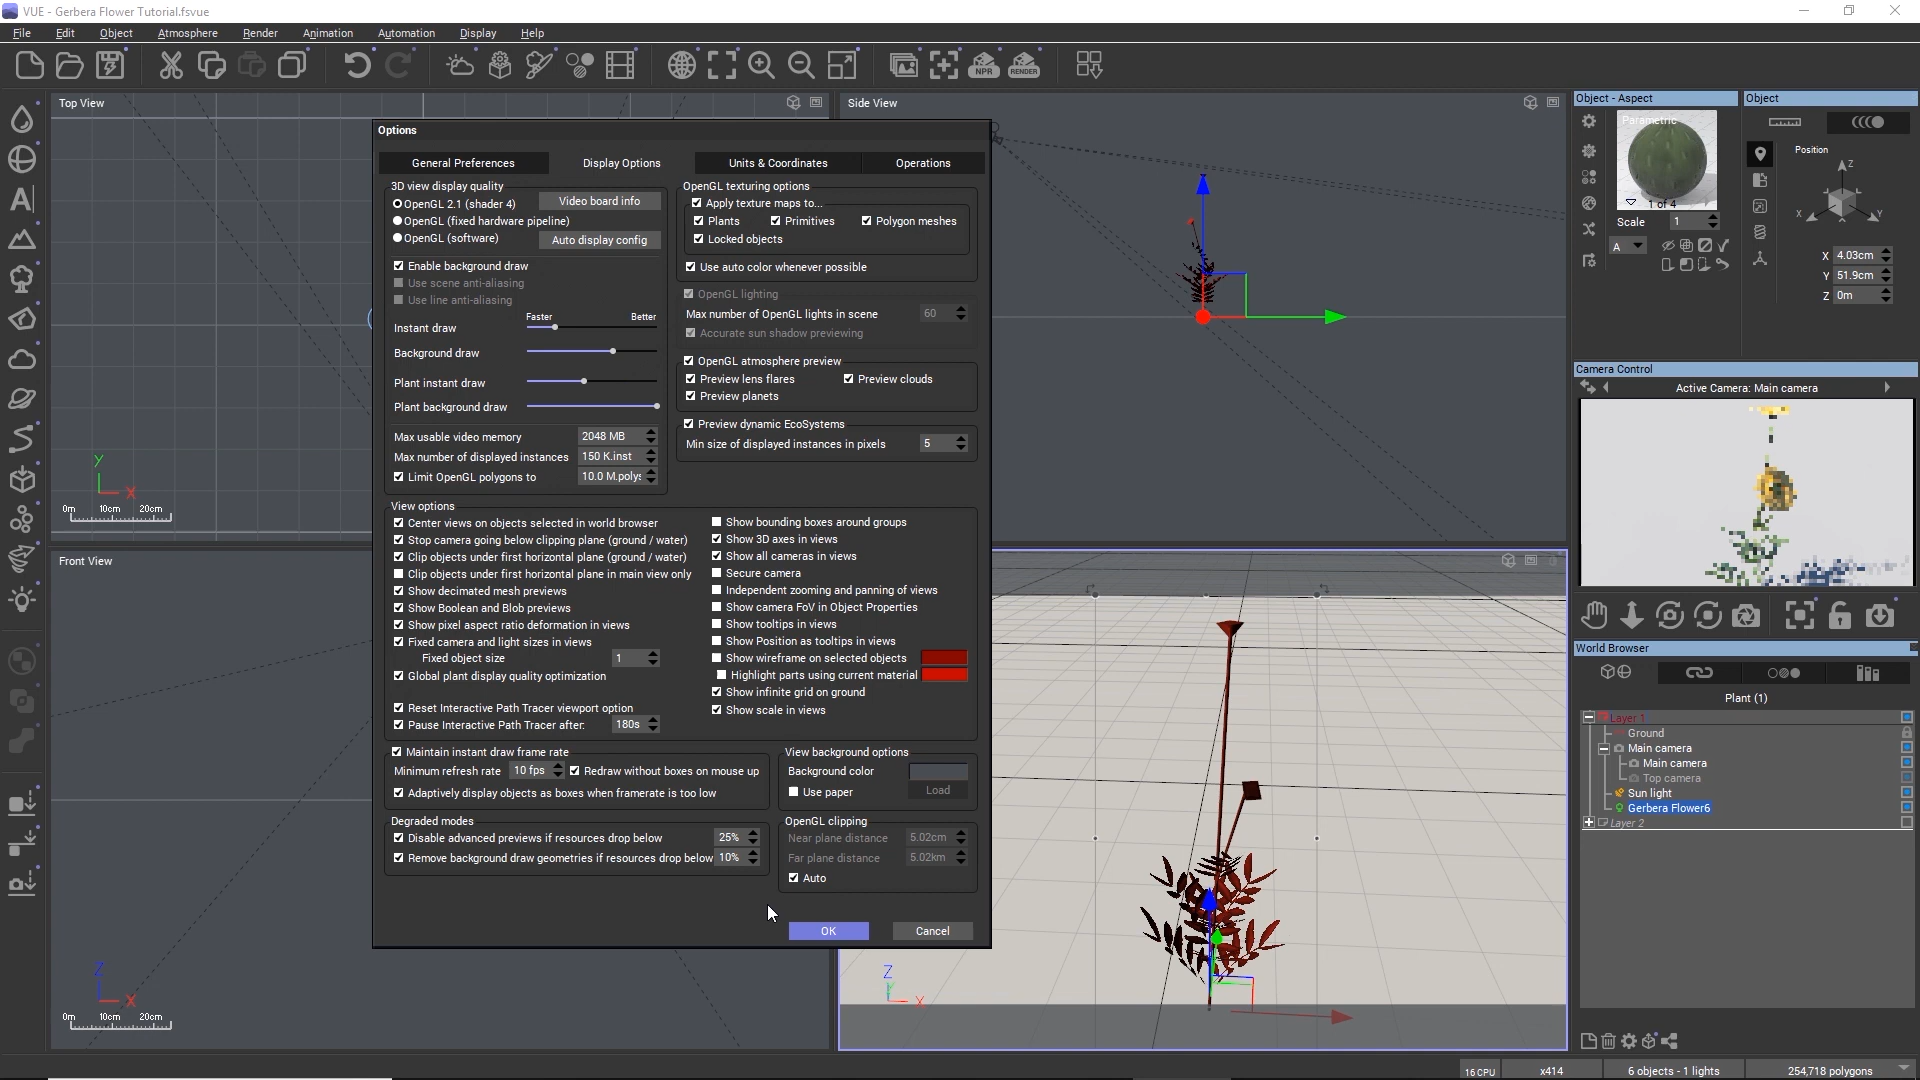 VUE - Gerbera Flower Tutorial.fsvue
File Edit Object Atmosphere Render Animation Automation Display Help
NPR RENDER
Top View
Side View
Front View
Options
General Preferences
Display Options
Units & Coordinates
Operations
3D view display quality
OpenGL 2.1 (shader 4)
Video board info
OpenGL (fixed hardware pipeline)
OpenGL (software)
Auto display config
Enable background draw
Use scene anti-aliasing
Use line anti-aliasing
Faster Better
Instant draw
Background draw
Plant instant draw
Plant background draw
Max usable video memory 2048 MB
Max number of displayed instances 150 K.inst
Limit OpenGL polygons to 10.0 M.poly
OpenGL texturing options
Apply texture maps to...
Plants Primitives Polygon meshes
Locked objects
Use auto color whenever possible
OpenGL lighting
Max number of OpenGL lights in scene 60
Accurate sun shadow previewing
OpenGL atmosphere preview
Preview lens flares Preview clouds
Preview planets
Preview dynamic EcoSystems
Min size of displayed instances in pixels 5
View options
Center views on objects selected in world browser
Stop camera going below clipping plane (ground / water)
Clip objects under first horizontal plane (ground / water)
Clip objects under first horizontal plane in main view only
Show decimated mesh previews
Show Boolean and Blob previews
Show pixel aspect ratio deformation in views
Fixed camera and light sizes in views
Fixed object size 1
Global plant display quality optimization
Reset Interactive Path Tracer viewport option
Pause Interactive Path Tracer after: 180s
Show bounding boxes around groups
Show 3D axes in views
Show all cameras in views
Secure camera
Independent zooming and panning of views
Show camera FoV in Object Properties
Show tooltips in views
Show Position as tooltips in views
Show wireframe on selected objects
Highlight parts using current material
Show infinite grid on ground
Show scale in views
Maintain instant draw frame rate
Minimum refresh rate 10 fps Redraw without boxes on mouse up
Adaptively display objects as boxes when framerate is too low
View background options
Background color
Use paper Load
Degraded modes
Disable advanced previews if resources drop below 25%
Remove background draw geometries if resources drop below 10%
OpenGL clipping
Near plane distance 5.02cm
Far plane distance 5.02km
Auto
OK
Cancel
Y
X
0m 10cm 20cm
Z
X
0m 10cm 20cm
Z
Y
X
Object - Aspect
Parametric
1 of 4
Scale 1
A
Object
Position
Z
X
Y
X 4.03cm
Y 51.9cm
Z 0m
Camera Control
Active Camera: Main camera
World Browser
Plant (1)
Layer 1
Ground
Main camera
Main camera
Top camera
Sun light
Gerbera Flower6
Layer 2
16 CPU
x414
6 objects - 1 lights
254,718 polygons